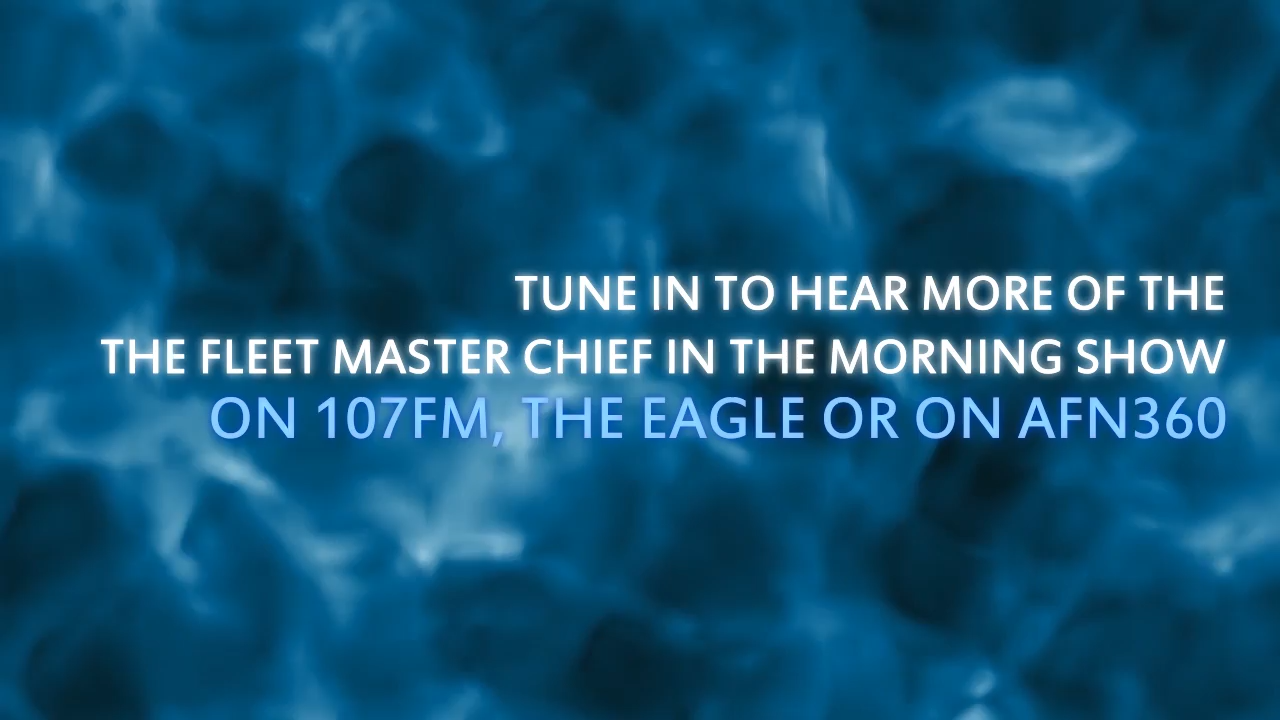 TUNE IN TO HEAR MORE OF THE
THE FLEET MASTER CHIEF IN THE MORNING SHOW
ON 107FM, THE EAGLE OR ON AFN360